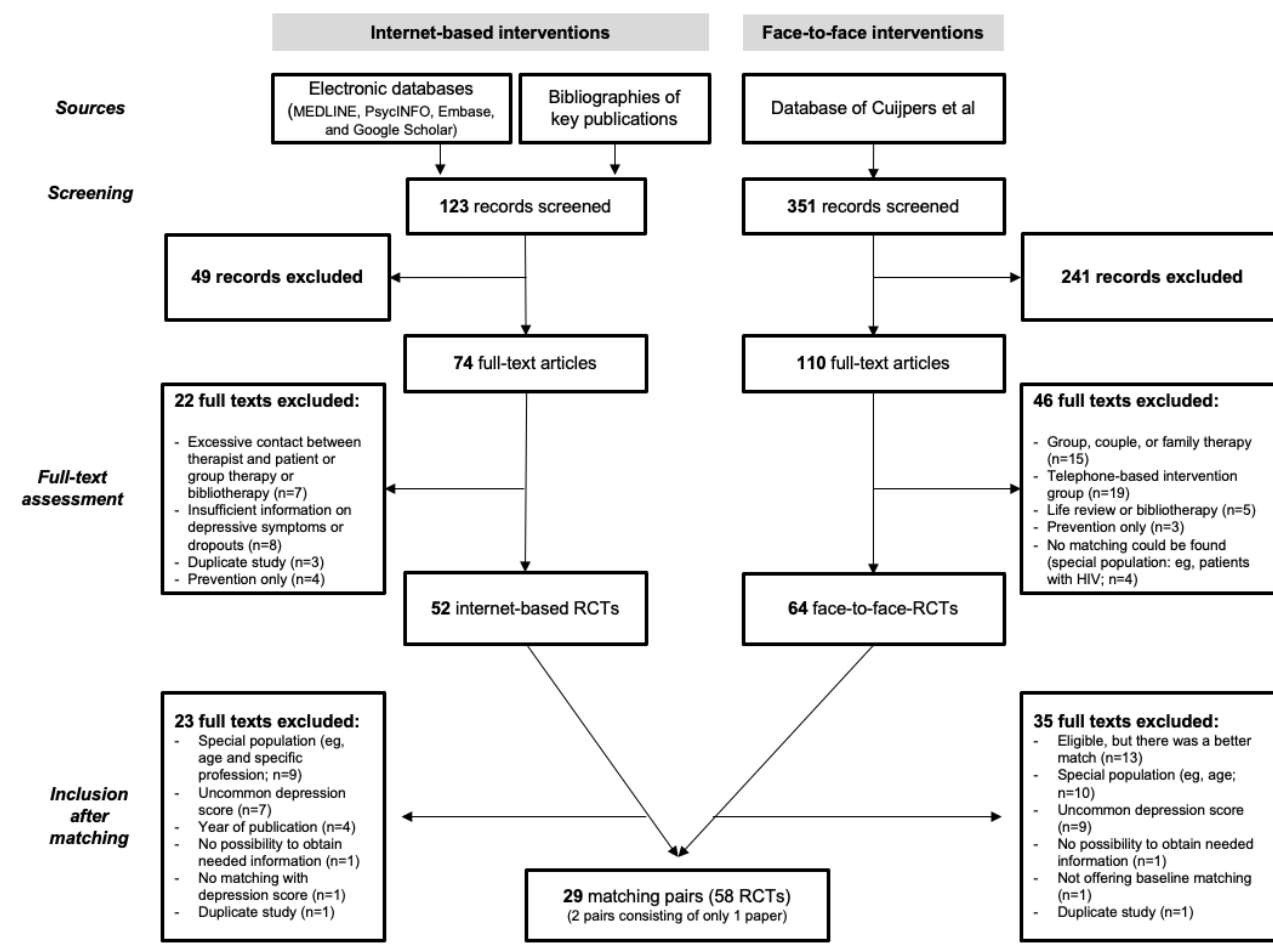 Internet-based interventions
Face-to-face interventions
Sources
Electronic databases
(MEDLINE, PsycINFO, Embase,
and Google Scholar)
Bibliographies of
key publications
Database of Cuijpers et al
Screening
123 records screened
351 records screened
49 records excluded
241 records excluded
74 full-text articles
110 full-text articles
Full-text
assessment
22 full texts excluded:
- Excessive contact between
therapist and patient or
group therapy or
bibliotherapy (n=7)
- Insufficient information on
depressive symptoms or
dropouts (n=8)
- Duplicate study (n=3)
- Prevention only (n=4)
46 full texts excluded:
- Group, couple, or family therapy
(n=15)
- Telephone-based intervention
group (n=19)
- Life review or bibliotherapy (n=5)
- Prevention only (n=3)
- No matching could be found
(special population: eg, patients
with HIV; n=4)
52 internet-based RCTs
64 face-to-face-RCTs
Inclusion
after
matching
23 full texts excluded:
- Special population (eg,
age and specific
profession; n=9)
- Uncommon depression
score (n=7)
- Year of publication (n=4)
- No possibility to obtain
needed information (n=1)
- No matching with
depression score (n=1)
- Duplicate study (n=1)
35 full texts excluded:
- Eligible, but there was a better
match (n=13)
- Special population (eg, age;
n=10)
- Uncommon depression score
(n=9)
- No possibility to obtain needed
information (n=1)
- Not offering baseline matching
(n=1)
- Duplicate study (n=1)
29 matching pairs (58 RCTs)
(2 pairs consisting of only 1 paper)